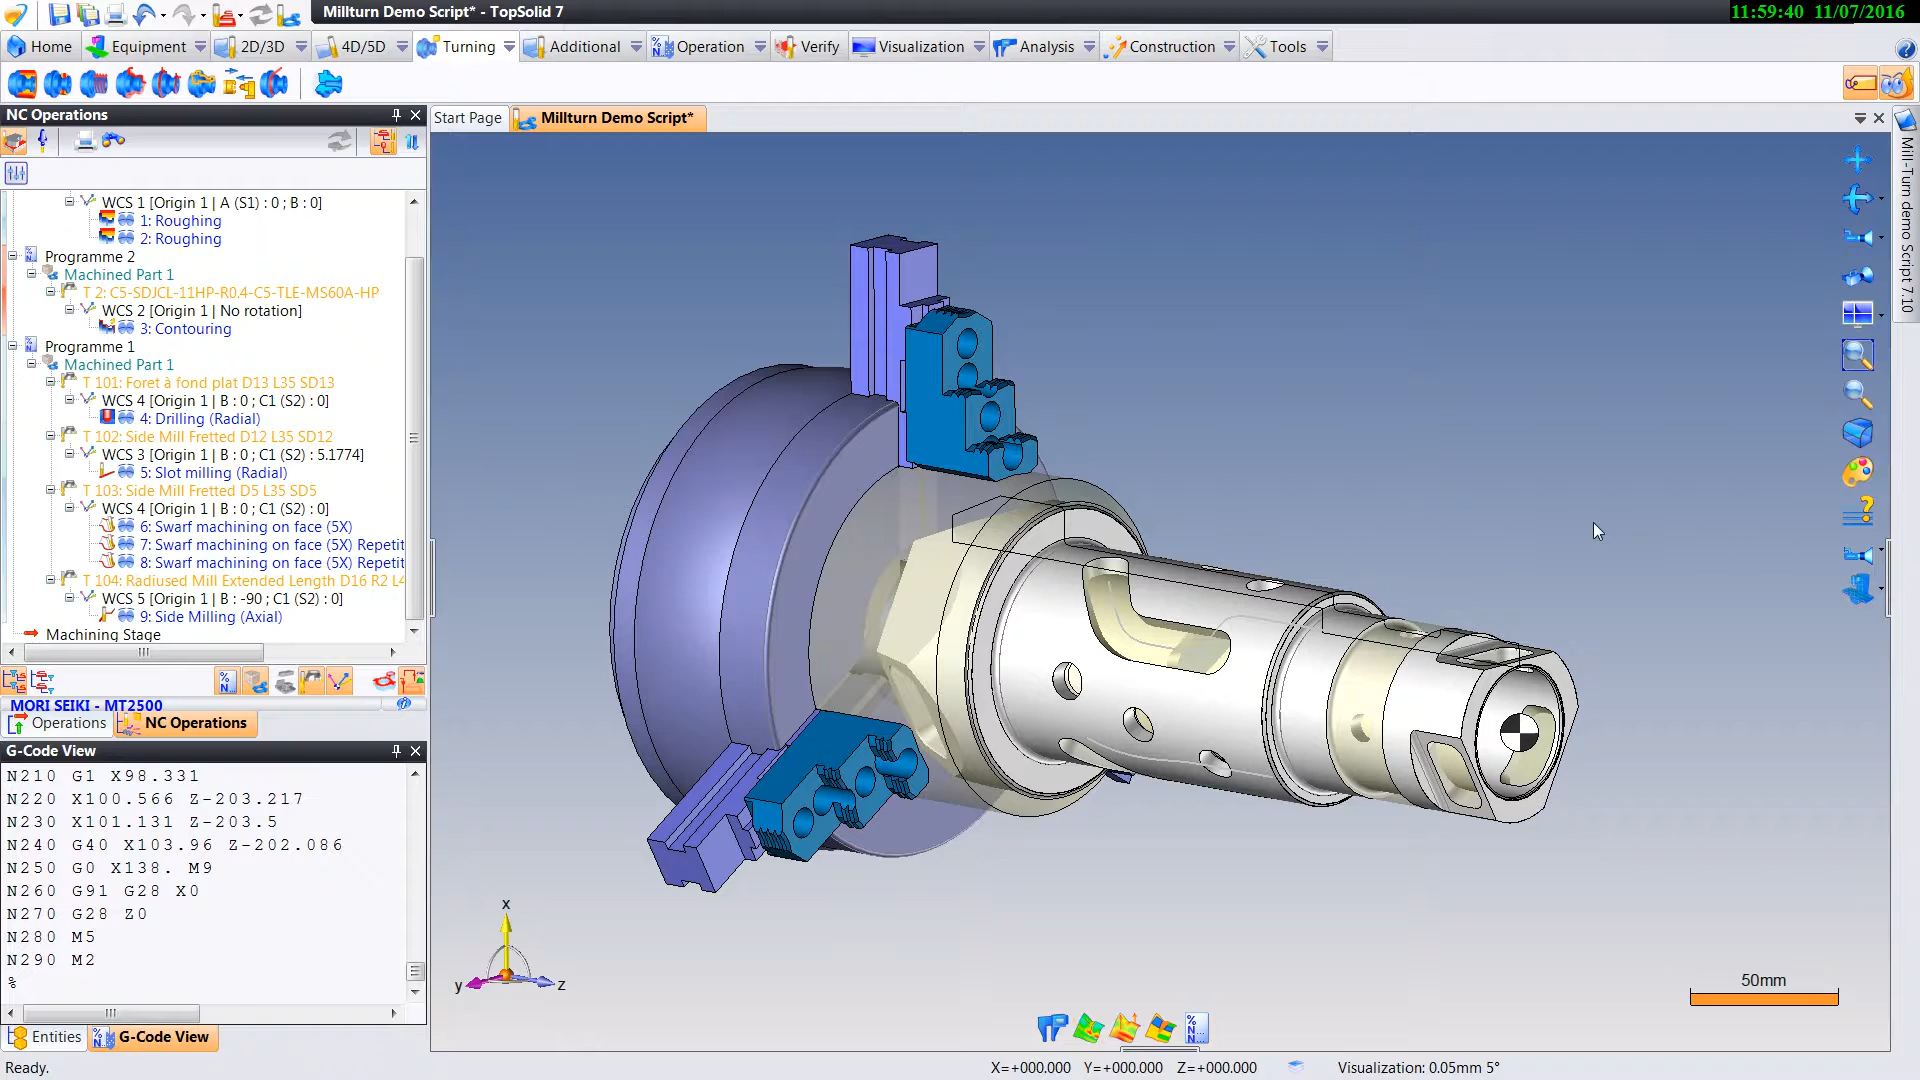 Millturn Demo Script* - TopSolid 7
11:59:40 11/07/2016
Home
Equipment
2D/3D
4D/5D
Turning
Additional
Operation
Verify
Visualization
Analysis
Construction
Tools
NC Operations
WCS 1 [Origin 1 | A (S1) : 0 ; B : 0]
1: Roughing
2: Roughing
Programme 2
Machined Part 1
T 2: C5-SDJCL-11HP-R0.4-C5-TLE-MS60A-HP
WCS 2 [Origin 1 | No rotation]
3: Contouring
Programme 1
Machined Part 1
T 101: Foret à fond plat D13 L35 SD13
WCS 4 [Origin 1 | B : 0 ; C1 (S2) : 0]
4: Drilling (Radial)
T 102: Side Mill Fretted D12 L35 SD12
WCS 3 [Origin 1 | B : 0 ; C1 (S2) : 5.1774]
5: Slot milling (Radial)
T 103: Side Mill Fretted D5 L35 SD5
WCS 4 [Origin 1 | B : 0 ; C1 (S2) : 0]
6: Swarf machining on face (5X)
7: Swarf machining on face (5X) Repetit
8: Swarf machining on face (5X) Repetit
T 104: Radiused Mill Extended Length D16 R2 L4
WCS 5 [Origin 1 | B : -90 ; C1 (S2) : 0]
9: Side Milling (Axial)
Machining Stage
MORI SEIKI - MT2500
Operations
NC Operations
G-Code View
N210 G1 X98.331
N220 X100.566 Z-203.217
N230 X101.131 Z-203.5
N240 G40 X103.96 Z-202.086
N250 G0 X138. M9
N260 G91 G28 X0
N270 G28 Z0
N280 M5
N290 M2
%
Entities
G-Code View
Ready.
Start Page
Millturn Demo Script*
Mill-Turn demo Script 7.10
x
y
z
50mm
X=+000.000 Y=+000.000 Z=+000.000
Visualization: 0.05mm 5°